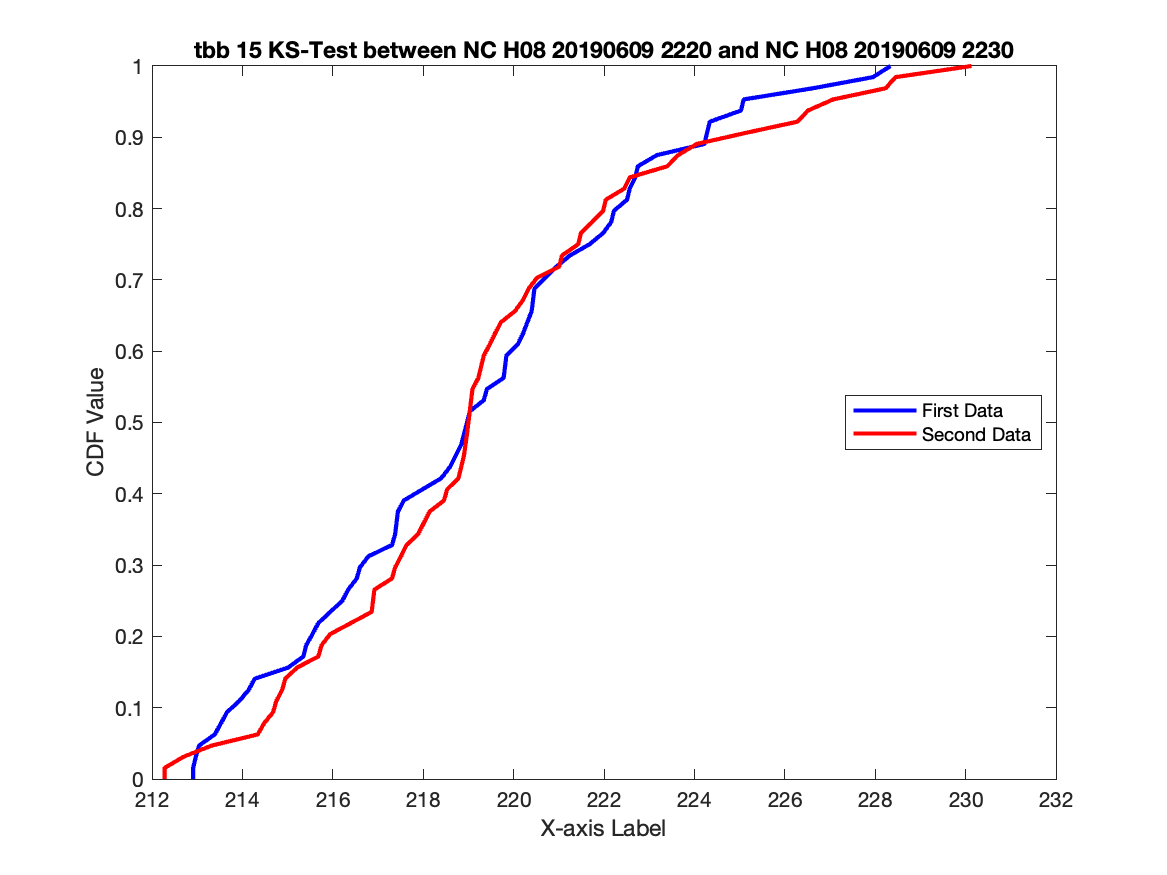 tbb 15 KS-Test between NC H08 20190609 2220 and NC H08 20190609 2230
1
0.9
0.8
0.7
0.6
0.5
0.4
0.3
0.2
0.1
0
CDF Value
First Data
Second Data
212 214 216 218 220 222 224 226 228 230 232
X-axis Label